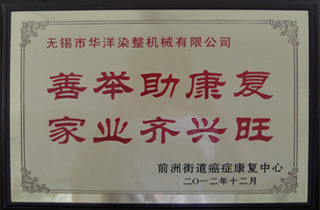 无锡市华洋染整机械有限公司
善举助康复
家业齐兴旺
前洲街道癌症康复中心
二〇一二年十二月